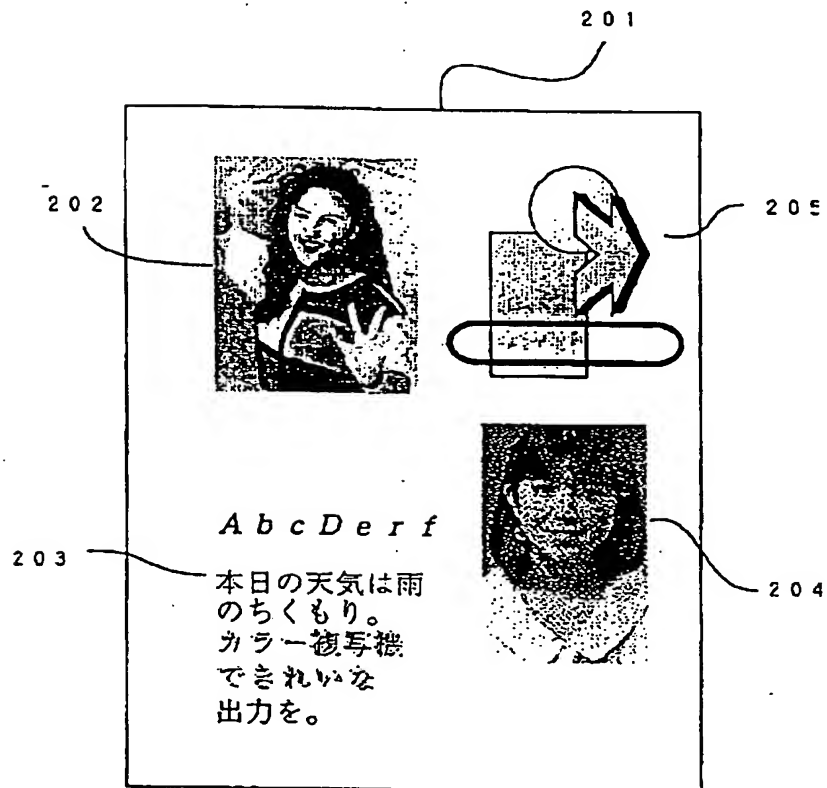 201
202
205
AbcDerf
203
本日の天気は雨
のちくもり。
カラー複写機
できれいな
出力を。
204